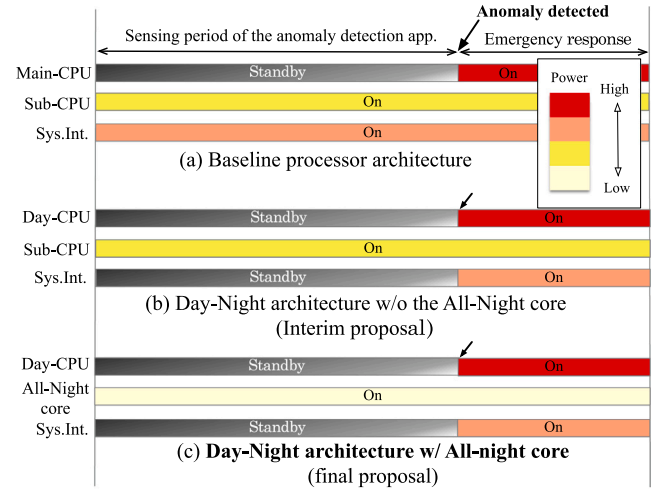 Anomaly detected
Sensing period of the anomaly detection app.
Emergency response
Main-CPU Standby On
Sub-CPU On
Sys.Int. On
Power
High
Low
(a) Baseline processor architecture
Day-CPU Standby On
Sub-CPU On
Sys.Int. Standby On
(b) Day-Night architecture w/o the All-Night core
(Interim proposal)
Day-CPU Standby On
All-Night
core
On
Sys.Int. Standby On
(c) Day-Night architecture w/ All-night core
(final proposal)